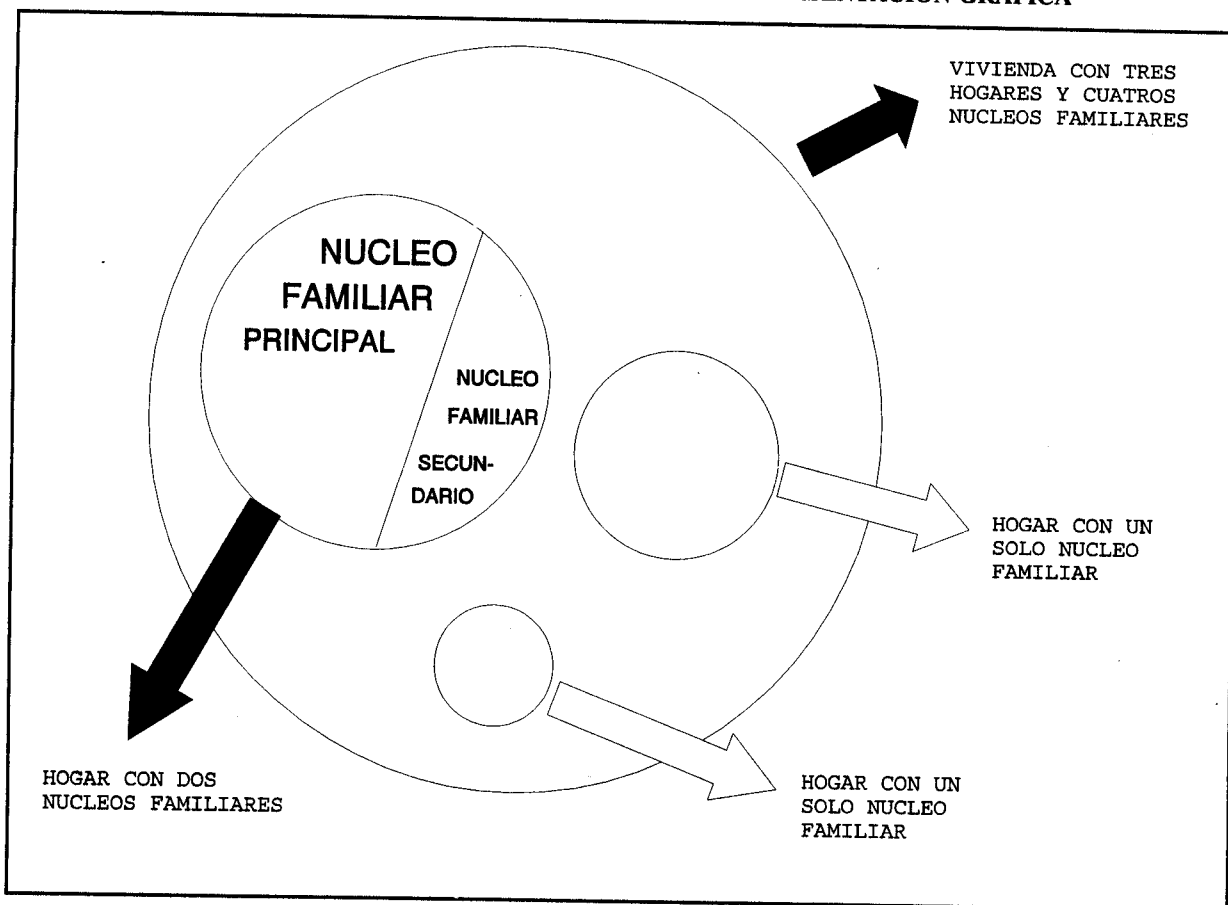 GRAFICA
VIVIENDA CON TRES
HOGARES Y CUATROS
NUCLEOS FAMILIARES
NUCLEO
FAMILIAR
PRINCIPAL
NUCLEO
FAMILIAR
SECUN-
DARIO
HOGAR CON UN
SOLO NUCLEO
FAMILIAR
HOGAR CON DOS
NUCLEOS FAMILIARES
HOGAR CON UN
SOLO NUCLEO
FAMILIAR